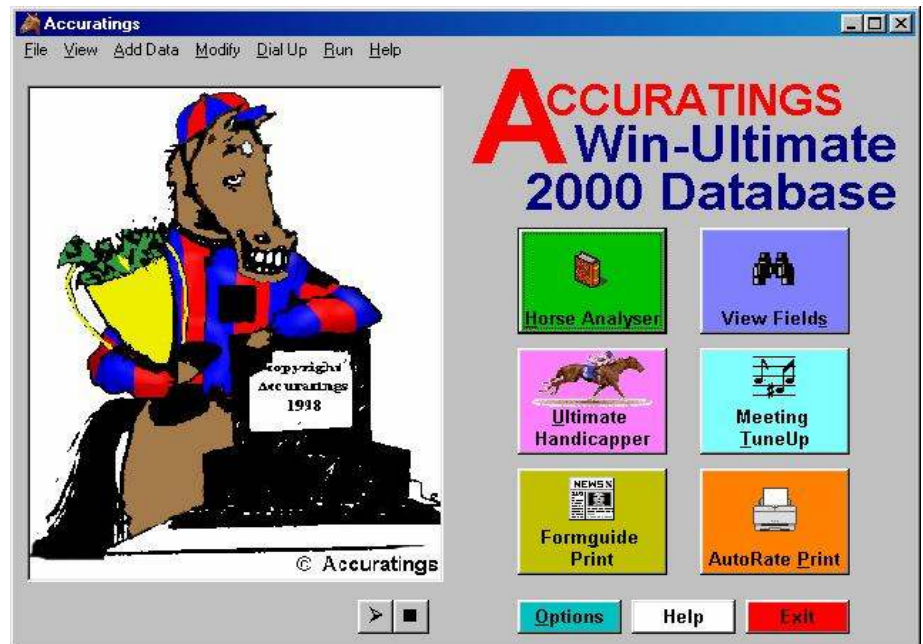 Accuratings
File View Add Data Modify Dial Up Run Help
ACCURATINGS
Win-Ultimate
2000 Database
copyright
Accuratings
1998
© Accuratings
Horse Analyser
View Fields
Ultimate
Handicapper
Meeting
TuneUp
NEWS
Formguide
Print
AutoRate Print
Options
Help
Exit